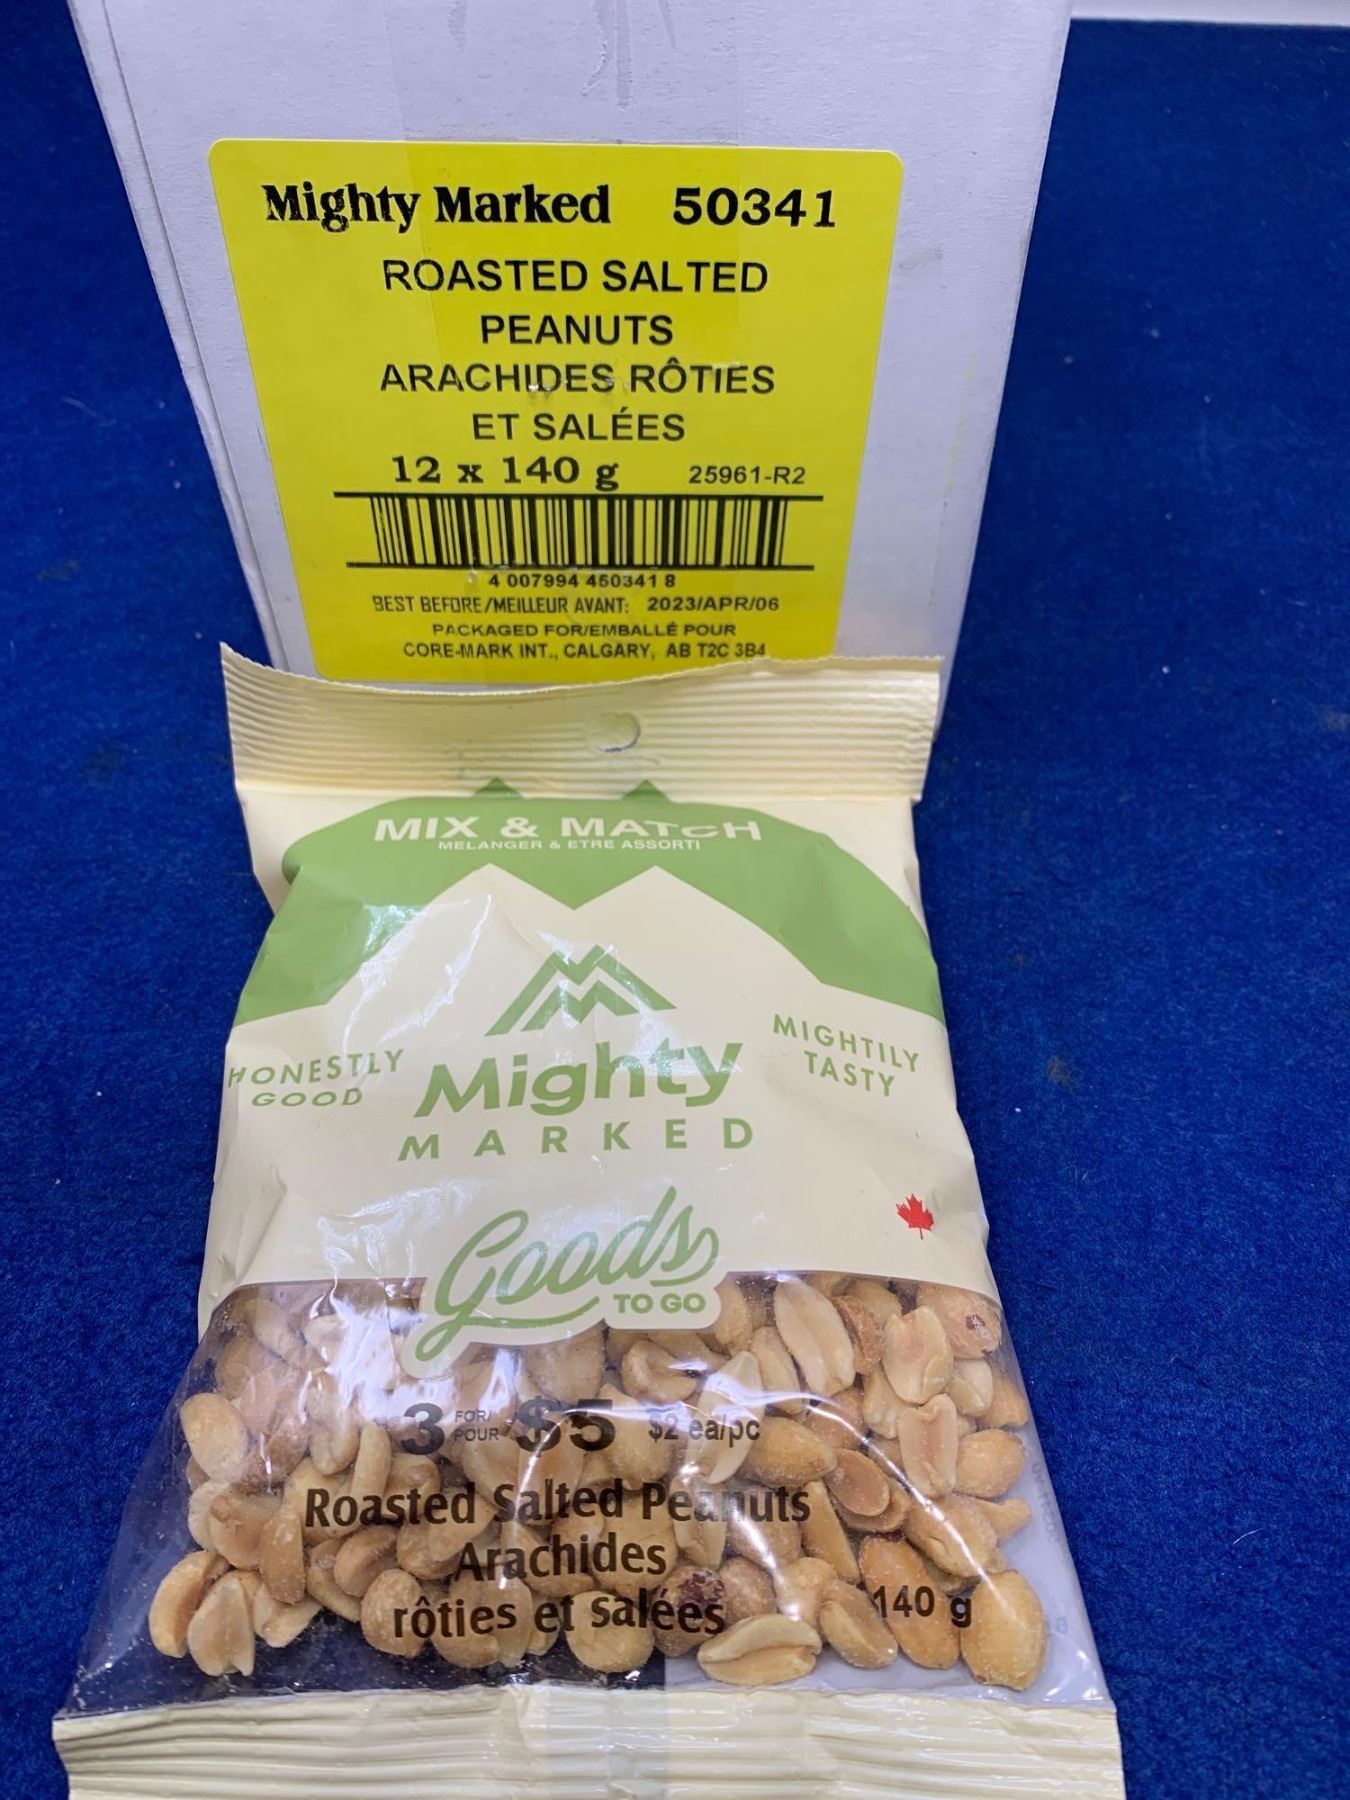 Mighty Marked 50341
ROASTED SALTED
PEANUTS
ARACHIDES RÔTIES
ET SALÉES
12 x 140 g 25961-R2
4 007994 450341 8
BEST BEFORE/MEILLEUR AVANT: 2023/APR/06
PACKAGED FOR/EMBALLÉ POUR
CORE-MARK INT., CALGARY, AB T2C 3B4
MIX & MATCH
MELANGER & ETRE ASSORTI
HONESTLY
GOOD
Mighty
MARKED
MIGHTILY
TASTY
Goods
TO GO
3 FOR/POUR $5 $2 ea/pc
Roasted Salted Peanuts
Arachides
rôties et salées
140 g